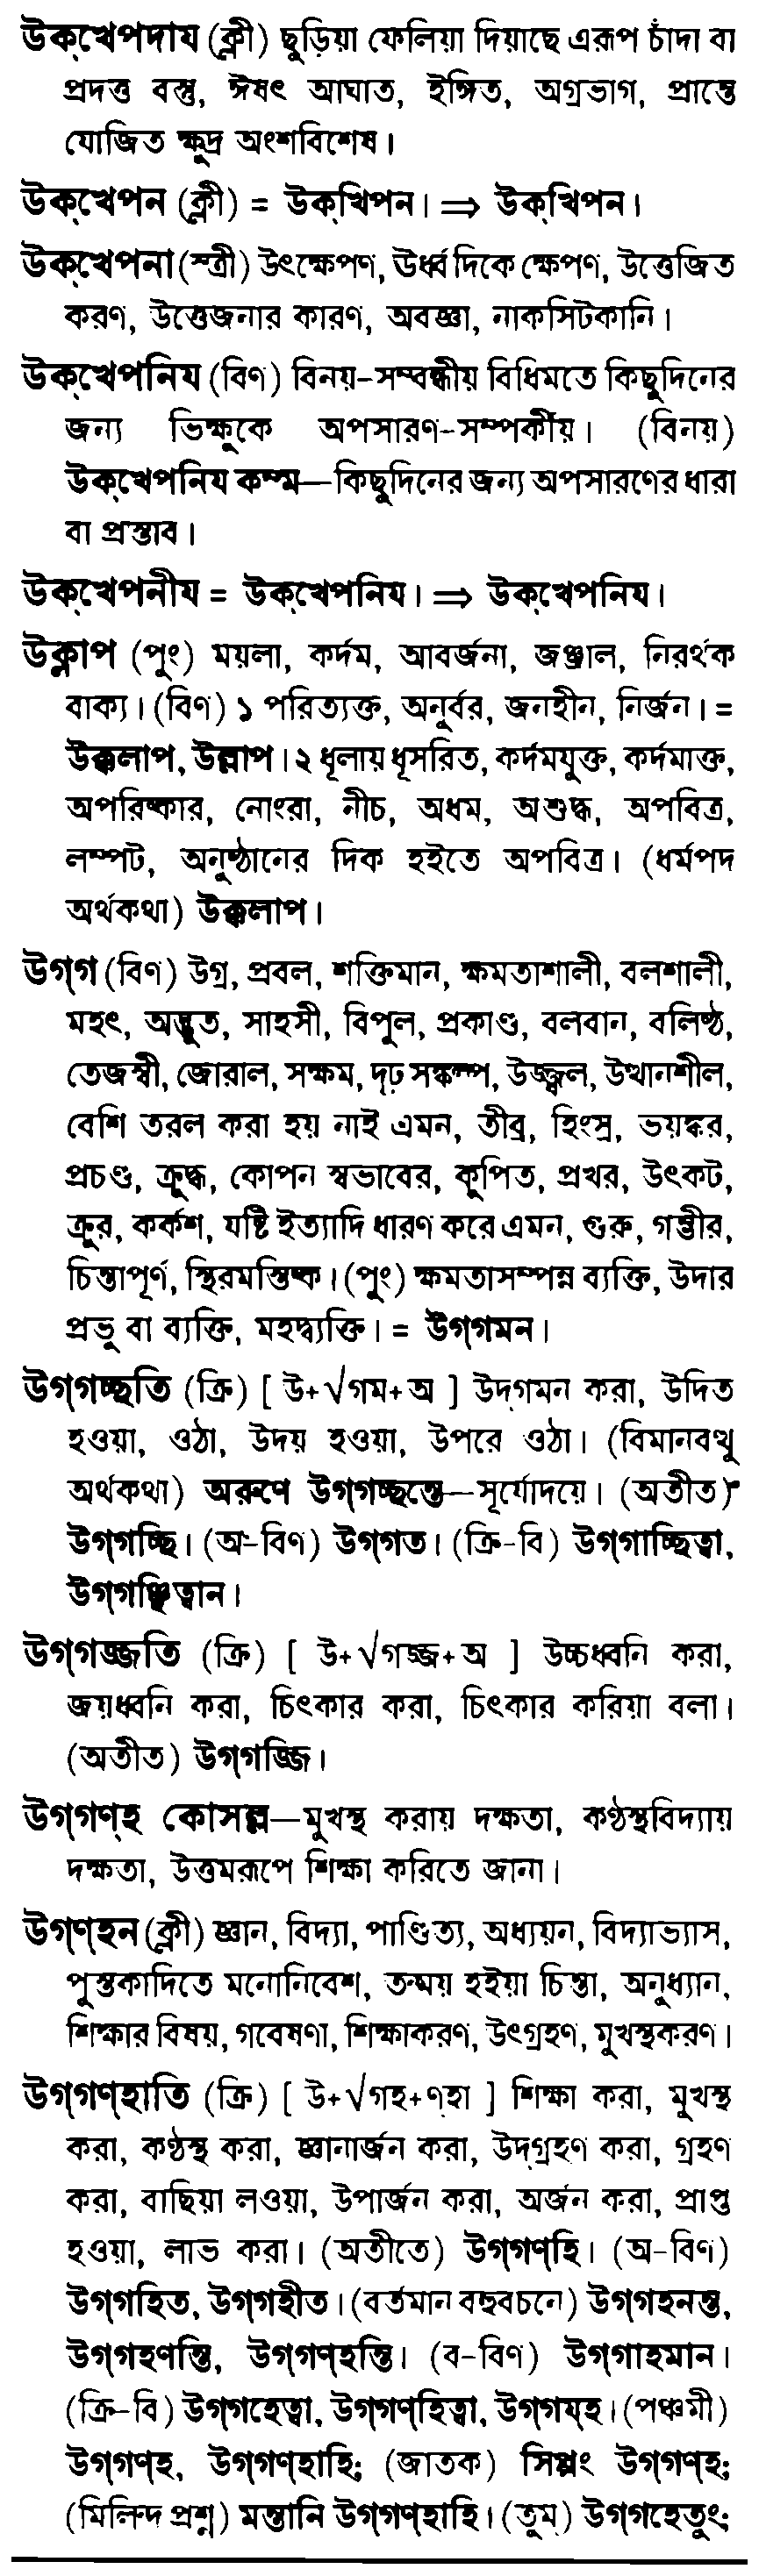 উক্‌খেপদায (ক্লী) ছুড়িয়া ফেলিয়া দিয়াছে এরূপ চাঁদা বা
প্রদত্ত বস্তু, ঈষৎ আঘাত, ইঙ্গিত, অগ্রভাগ, প্রান্তে
যোজিত ক্ষুদ্র অংশবিশেষ।
উক্‌খেপন (ক্লী) = উক্‌খিপন। ⇒ উক্‌খিপন।
উক্‌খেপনা (স্ত্রী) উৎক্ষেপণ, ঊর্ধ্বদিকে ক্ষেপণ, উত্তেজিত
করণ, উত্তেজনার কারণ, অবজ্ঞা, নাকসিটকানি।
উক্‌খেপনিয (বিণ) বিনয়-সম্বন্ধীয় বিধিমতে কিছুদিনের
জন্য ভিক্ষুকে অপসারণ-সম্পর্কীয়। (বিনয়)
উক্‌খেপনিয কম্ম—কিছুদিনের জন্য অপসারণের ধারা
বা প্রস্তাব।
উক্‌খেপনীয = উক্‌খেপনিয। ⇒ উক্‌খেপনিয।
উক্লাপ (পুং) ময়লা, কর্দম, আবর্জনা, জঞ্জাল, নিরর্থক
বাক্য। (বিণ) ১ পরিত্যক্ত, অনুর্বর, জনহীন, নির্জন। =
উক্কলাপ, উল্লাপ। ২ ধূলায় ধূসরিত, কর্দমযুক্ত, কর্দমাক্ত,
অপরিষ্কার, নোংরা, নীচ, অধম, অশুদ্ধ, অপবিত্র,
লম্পট, অনুষ্ঠানের দিক হইতে অপবিত্র। (ধর্মপদ
অর্থকথা) উক্কলাপ।
উগ্‌গ (বিণ) উগ্র, প্রবল, শক্তিমান, ক্ষমতাশালী, বলশালী,
মহৎ, অদ্ভুত, সাহসী, বিপুল, প্রকাণ্ড, বলবান, বলিষ্ঠ,
তেজস্বী, জোরাল, সক্ষম, দৃঢ় সঙ্কল্প, উজ্জ্বল, উত্থানশীল,
বেশি তরল করা হয় নাই এমন, তীব্র, হিংস্র, ভয়ঙ্কর,
প্রচণ্ড, ক্রুদ্ধ, কোপন স্বভাবের, কুপিত, প্রখর, উৎকট,
ক্রুর, কর্কশ, যষ্টি ইত্যাদি ধারণ করে এমন, গুরু, গম্ভীর,
চিন্তাপূর্ণ, স্থিরমস্তিষ্ক। (পুং) ক্ষমতাসম্পন্ন ব্যক্তি, উদার
প্রভু বা ব্যক্তি, মহদ্ব্যক্তি। = উগ্‌গমন।
উগ্‌গচ্ছতি (ক্রি) [ উ+√গম+অ ] উদ্‌গমন করা, উদিত
হওয়া, ওঠা, উদয় হওয়া, উপরে ওঠা। (বিমানবত্থু
অর্থকথা) অরুণে উগ্‌গচ্ছন্তে—সূর্যোদয়ে। (অতীত)
উগ্‌গচ্ছি। (অ-বিণ) উগ্‌গত। (ক্রি-বি) উগ্‌গাচ্ছিত্বা,
উগ্‌গঞ্ছিত্বান।
উগ্‌গজ্জতি (ক্রি) [ উ+√গজ্জ+অ ] উচ্চধ্বনি করা,
জয়ধ্বনি করা, চিৎকার করা, চিৎকার করিয়া বলা।
(অতীত) উগ্‌গজ্জি।
উগ্‌গণ্‌হ কোসল্ল—মুখস্থ করায় দক্ষতা, কণ্ঠস্থবিদ্যায়
দক্ষতা, উত্তমরূপে শিক্ষা করিতে জানা।
উগ্‌ণ্‌হন (ক্লী) জ্ঞান, বিদ্যা, পাণ্ডিত্য, অধ্যয়ন, বিদ্যাভ্যাস,
পুস্তকাদিতে মনোনিবেশ, তন্ময় হইয়া চিন্তা, অনুধ্যান,
শিক্ষার বিষয়, গবেষণা, শিক্ষাকরণ, উৎগ্রহণ, মুখস্থকরণ।
উগ্‌গণ্‌হাতি (ক্রি) [ উ+√গহ+ণ্‌হা ] শিক্ষা করা, মুখস্থ
করা, কণ্ঠস্থ করা, জ্ঞানার্জন করা, উদ্‌গ্রহণ করা, গ্রহণ
করা, বাছিয়া লওয়া, উপার্জন করা, অর্জন করা, প্রাপ্ত
হওয়া, লাভ করা। (অতীতে) উগ্‌গণ্‌হি। (অ-বিণ)
উগ্‌গহিত, উগ্‌গহীত। (বর্তমান বহুবচনে) উগ্‌গহনন্ত,
উগ্‌গহণন্তি, উগ্‌গণ্‌হন্তি। (ব-বিণ) উগ্‌গাহমান।
(ক্রি-বি) উগ্‌গহেত্বা, উগ্‌গণ্‌হিত্বা, উগ্‌গয্‌হ। (পঞ্চমী)
উগ্‌গণ্‌হ, উগ্‌গণ্‌হাহি; (জাতক) সিপ্পং উগ্‌গণ্‌হ;
(মিলিন্দ প্রশ্ন) মন্তানি উগ্‌গণ্‌হাহি। (তুম্‌) উগ্‌গহেতুং;